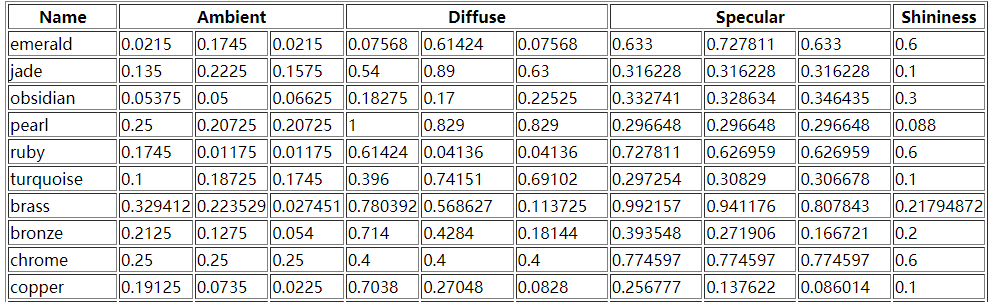 Name Ambient Diffuse Specular Shininess
emerald 0.0215 0.1745 0.0215 0.07568 0.61424 0.07568 0.633 0.727811 0.633 0.6
jade 0.135 0.2225 0.1575 0.54 0.89 0.63 0.316228 0.316228 0.316228 0.1
obsidian 0.05375 0.05 0.06625 0.18275 0.17 0.22525 0.332741 0.328634 0.346435 0.3
pearl 0.25 0.20725 0.20725 1 0.829 0.829 0.296648 0.296648 0.296648 0.088
ruby 0.1745 0.01175 0.01175 0.61424 0.04136 0.04136 0.727811 0.626959 0.626959 0.6
turquoise 0.1 0.18725 0.1745 0.396 0.74151 0.69102 0.297254 0.30829 0.306678 0.1
brass 0.329412 0.223529 0.027451 0.780392 0.568627 0.113725 0.992157 0.941176 0.807843 0.21794872
bronze 0.2125 0.1275 0.054 0.714 0.4284 0.18144 0.393548 0.271906 0.166721 0.2
chrome 0.25 0.25 0.25 0.4 0.4 0.4 0.774597 0.774597 0.774597 0.6
copper 0.19125 0.0735 0.0225 0.7038 0.27048 0.0828 0.256777 0.137622 0.086014 0.1